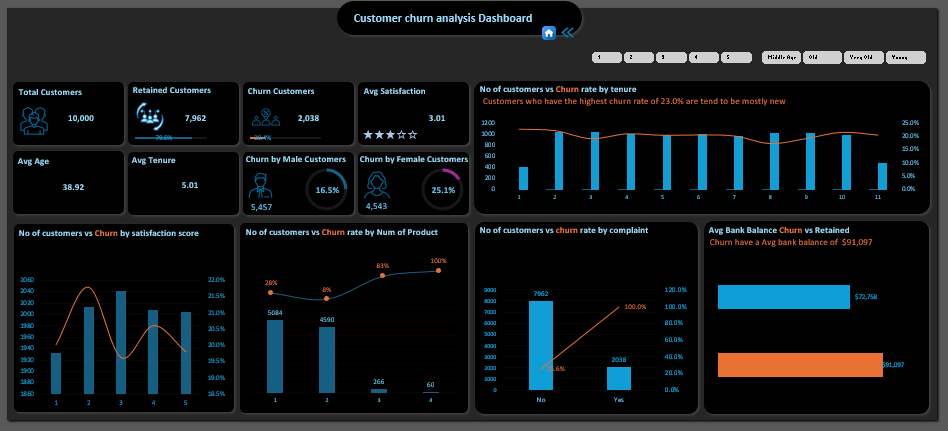 Customer churn analysis Dashboard
1 2 3 4 5 Middle Age Old Very Old Young
Total Customers
10,000
Retained Customers
7,962
79.6%
Churn Customers
2,038
20.4%
Avg Satisfaction
3.01
Avg Age
38.92
Avg Tenure
5.01
Churn by Male Customers
16.5%
5,457
Churn by Female Customers
25.1%
4,543
No of customers vs Churn rate by tenure
Customers who have the highest churn rate of 23.0% are tend to be mostly new
1200 25.0%
1000 20.0%
800 15.0%
600 10.0%
400 5.0%
200 0.0%
0
1 2 3 4 5 6 7 8 9 10 11
No of customers vs Churn by satisfaction score
2060 22.0%
2040 21.5%
2020 21.0%
2000 20.5%
1980 20.0%
1960 19.5%
1940 19.0%
1920 18.5%
1900
1880
1860
1 2 3 4 5
No of customers vs Churn rate by Num of Product
28% 8% 83% 100%
5084 4590 266 60
1 2 3 4
No of customers vs churn rate by complaint
9000 120.0%
8000 100.0%
7000 80.0%
6000 60.0%
5000 40.0%
4000 20.0%
3000 0.0%
2000
1000
0
7962
100.0%
2038
No Yes
Avg Bank Balance Churn vs Retained
Churn have a Avg bank balance of $91,097
$72,758
$91,097